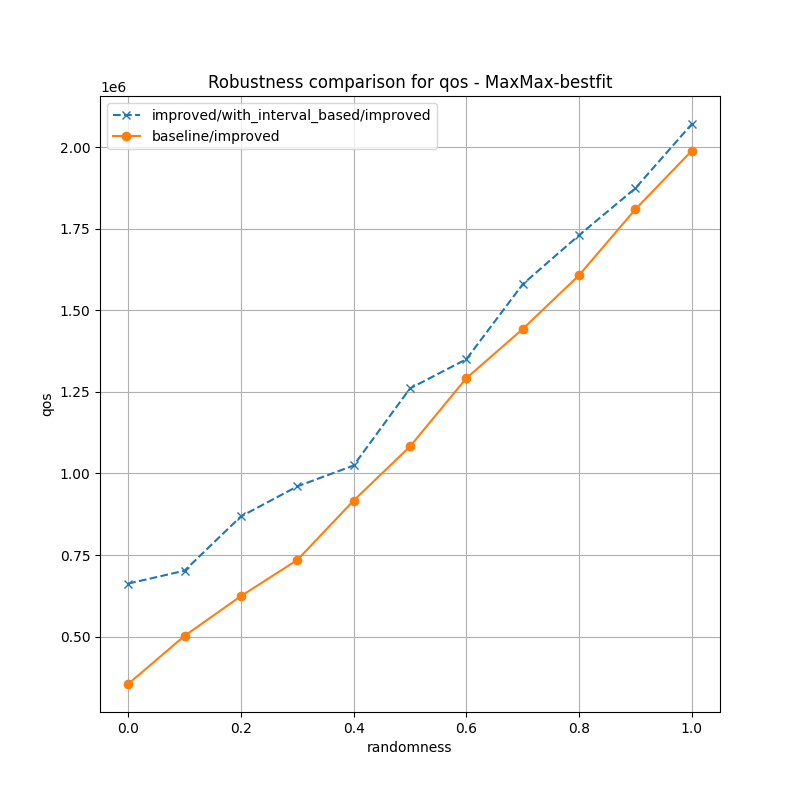 Robustness comparison for qos - MaxMax-bestfit
1e6
improved/with_interval_based/improved
baseline/improved
2.00
1.75
1.50
1.25
1.00
0.75
0.50
qos
0.0 0.2 0.4 0.6 0.8 1.0
randomness